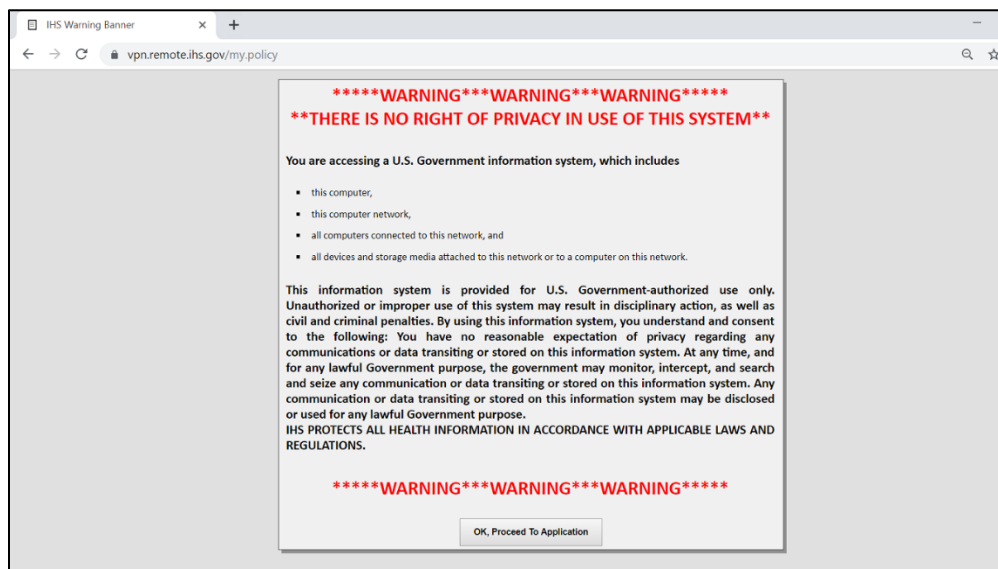 IHS Warning Banner
vpn.remote.ihs.gov/my.policy
*****WARNING***WARNING***WARNING*****
**THERE IS NO RIGHT OF PRIVACY IN USE OF THIS SYSTEM**
You are accessing a U.S. Government information system, which includes
▪ this computer,
▪ this computer network,
▪ all computers connected to this network, and
▪ all devices and storage media attached to this network or to a computer on this network.
This information system is provided for U.S. Government-authorized use only.
Unauthorized or improper use of this system may result in disciplinary action, as well as
civil and criminal penalties. By using this information system, you understand and consent
to the following: You have no reasonable expectation of privacy regarding any
communications or data transiting or stored on this information system. At any time, and
for any lawful Government purpose, the government may monitor, intercept, and search
and seize any communication or data transiting or stored on this information system. Any
communication or data transiting or stored on this information system may be disclosed
or used for any lawful Government purpose.
IHS PROTECTS ALL HEALTH INFORMATION IN ACCORDANCE WITH APPLICABLE LAWS AND
REGULATIONS.
*****WARNING***WARNING***WARNING*****
OK, Proceed To Application